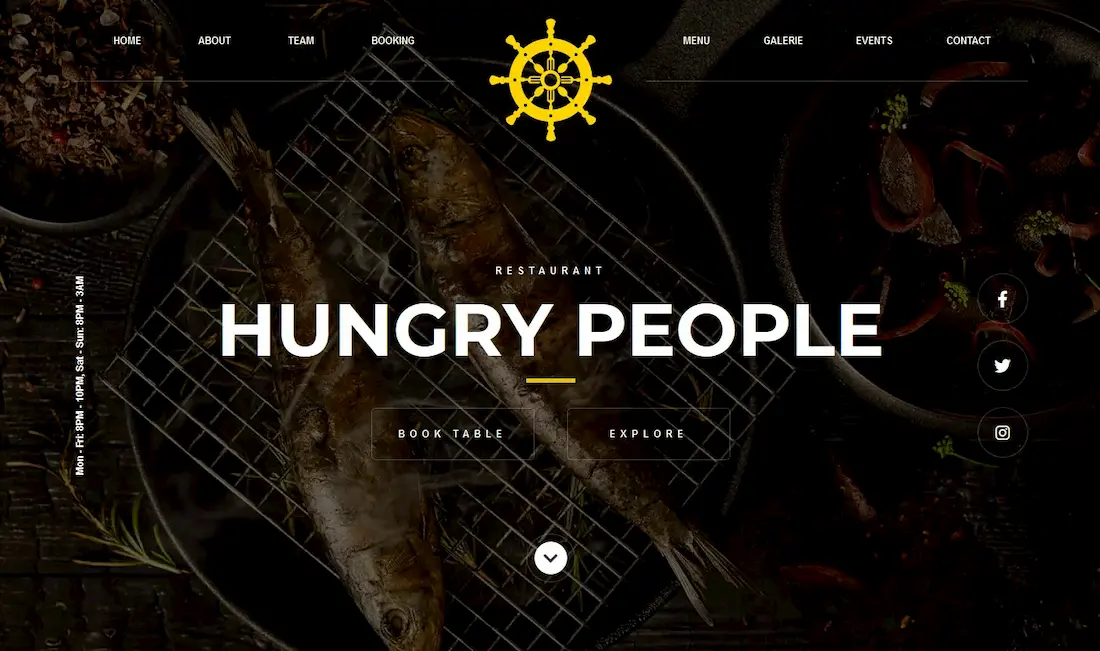 HOME
ABOUT
TEAM
BOOKING
MENU
GALERIE
EVENTS
CONTACT
RESTAURANT
HUNGRY PEOPLE
BOOK TABLE
EXPLORE
Mon - Fri: 8PM - 10PM, Sat - Sun: 8PM - 3AM